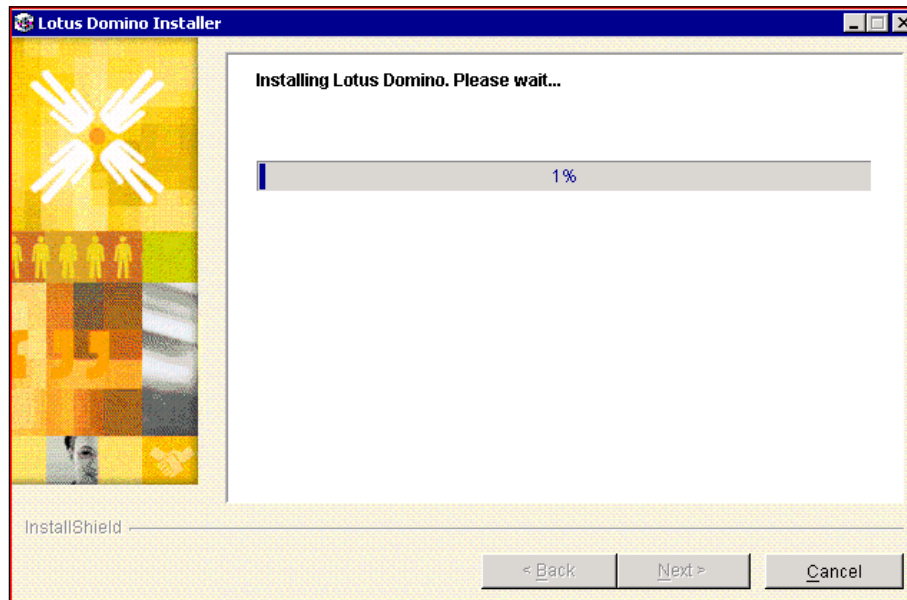 Lotus Domino Installer
Installing Lotus Domino. Please wait...
1%
InstallShield
< Back
Next >
Cancel